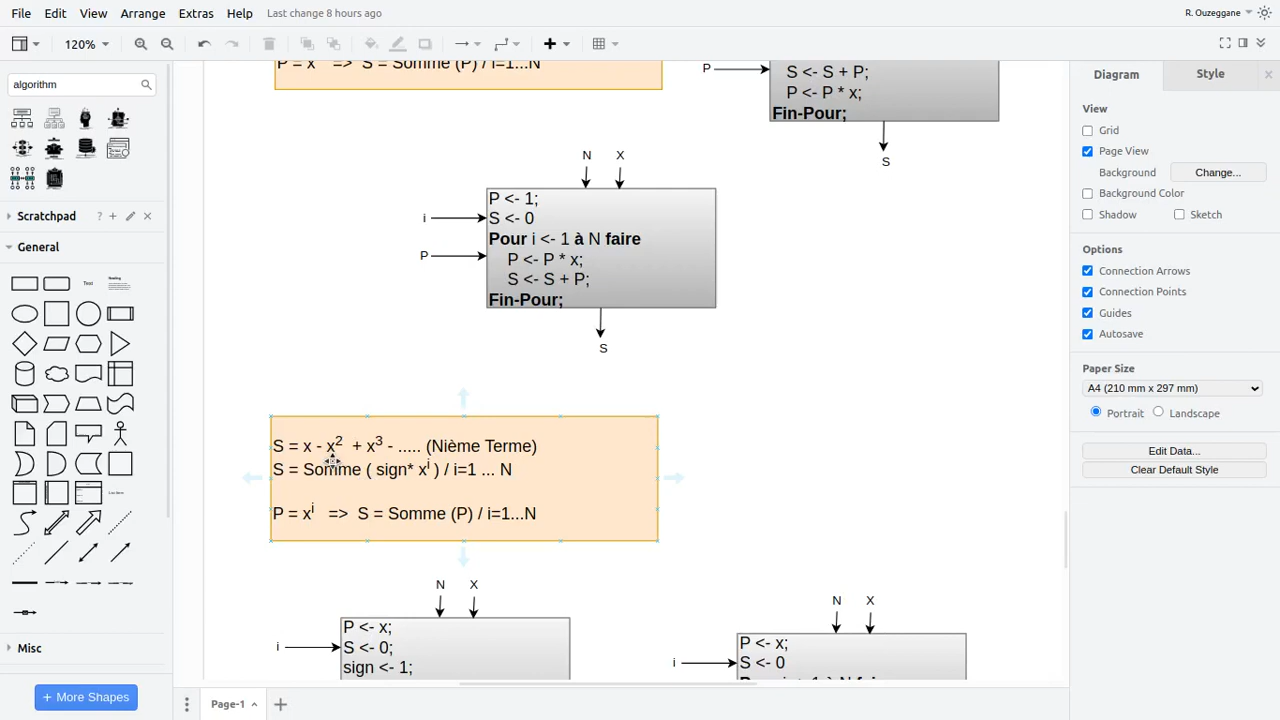 File Edit View Arrange Extras Help Last change 8 hours ago R. Ouzeggane
120%
algorithm
Scratchpad ? + ×
General
Text
Heading
Misc
+ More Shapes
P = x => S = Somme (P) / i=1...N
P
S <- S + P;
P <- P * x;
Fin-Pour;
S
N X
i
P
P <- 1;
S <- 0
Pour i <- 1 à N faire
P <- P * x;
S <- S + P;
Fin-Pour;
S
S = x - x² + x³ - ..... (Nième Terme)
S = Somme ( sign* xⁱ ) / i=1 ... N
P = xⁱ => S = Somme (P) / i=1...N
N X
i
P <- x;
S <- 0;
sign <- 1;
N X
i
P <- x;
S <- 0
Page-1
Diagram Style
View
Grid
Page View
Background Change...
Background Color
Shadow Sketch
Options
Connection Arrows
Connection Points
Guides
Autosave
Paper Size
A4 (210 mm x 297 mm)
Portrait Landscape
Edit Data...
Clear Default Style